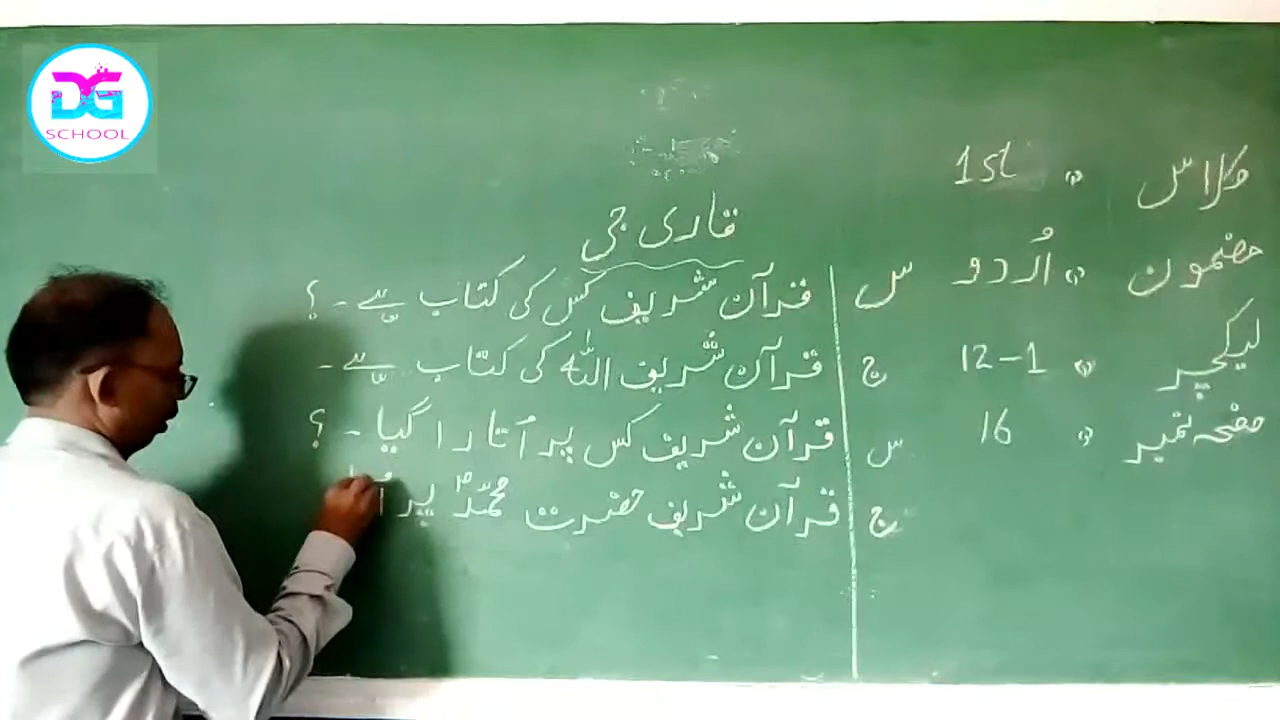 DG
SCHOOL
کلاس : 1st
مضمون : اُردو
لیکچر : 12-1
صفحہ نمبر : 16
قاری جی
س قرآن شریف کس کی کتاب ہے ۔ ؟
ج قرآن شریف اللہ کی کتاب ہے ۔
س قرآن شریف کس پر اُتارا گیا ۔ ؟
ج قرآن شریف حضرت محمدؐ پر